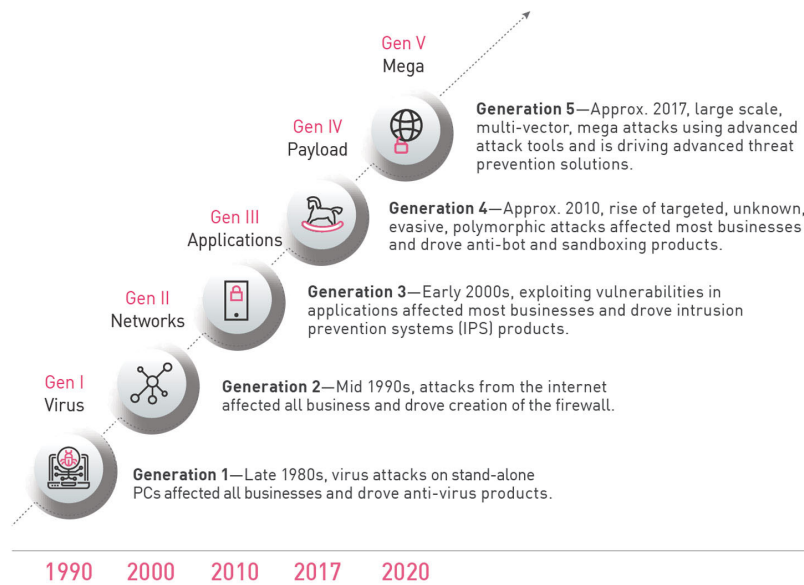 Gen V
Mega
Generation 5—Approx. 2017, large scale,
multi-vector, mega attacks using advanced
attack tools and is driving advanced threat
prevention solutions.
Gen IV
Payload
Generation 4—Approx. 2010, rise of targeted, unknown,
evasive, polymorphic attacks affected most businesses
and drove anti-bot and sandboxing products.
Gen III
Applications
Generation 3—Early 2000s, exploiting vulnerabilities in
applications affected most businesses and drove intrusion
prevention systems (IPS) products.
Gen II
Networks
Generation 2—Mid 1990s, attacks from the internet
affected all business and drove creation of the firewall.
Gen I
Virus
Generation 1—Late 1980s, virus attacks on stand-alone
PCs affected all businesses and drove anti-virus products.
1990 2000 2010 2017 2020